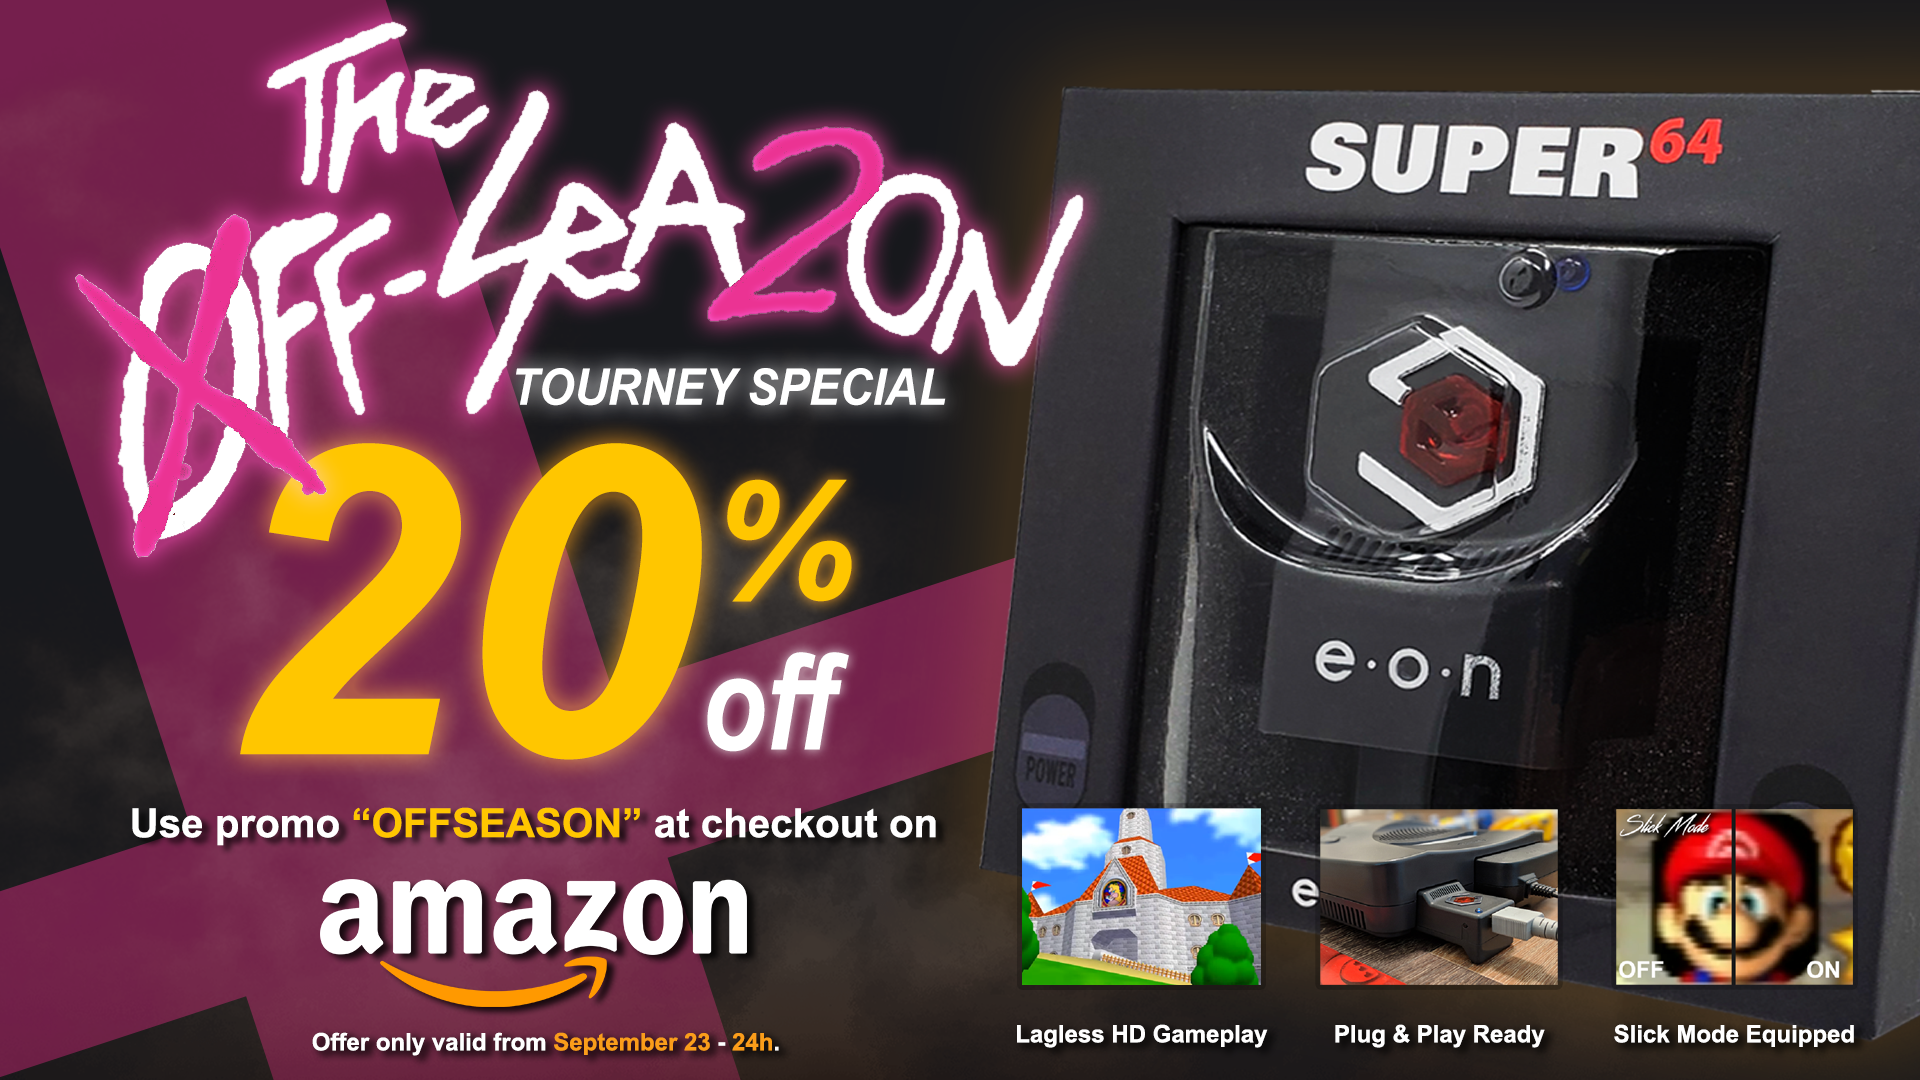 THE
OFF-SEA2ON
TOURNEY SPECIAL
20%
off
Use promo “OFFSEASON” at checkout on
amazon
Offer only valid from September 23 - 24h.
SUPER64
e·o·n
POWER
e
Slick Mode
OFF
ON
Lagless HD Gameplay
Plug & Play Ready
Slick Mode Equipped